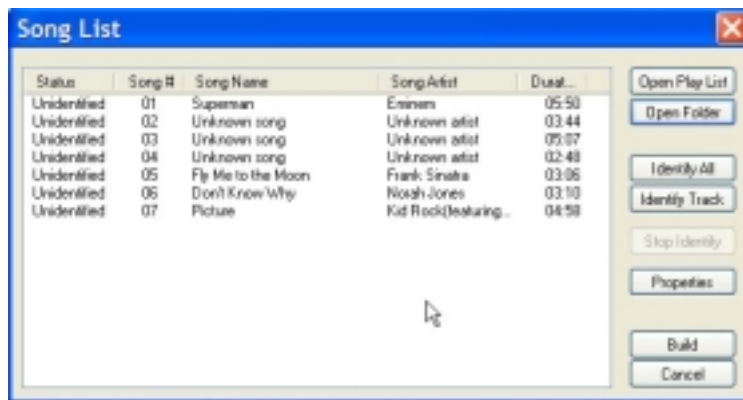 Song List
Status Song # Song Name Song Artist Durat...
Unidentified 01 Superman Eminem 05:50
Unidentified 02 Unknown song Unknown artist 03:44
Unidentified 03 Unknown song Unknown artist 05:07
Unidentified 04 Unknown song Unknown artist 02:48
Unidentified 05 Fly Me to the Moon Frank Sinatra 03:06
Unidentified 06 Don't Know Why Norah Jones 03:10
Unidentified 07 Picture Kid Rock(featuring... 04:58
Open Play List
Open Folder
Identify All
Identify Track
Stop Identify
Properties
Build
Cancel